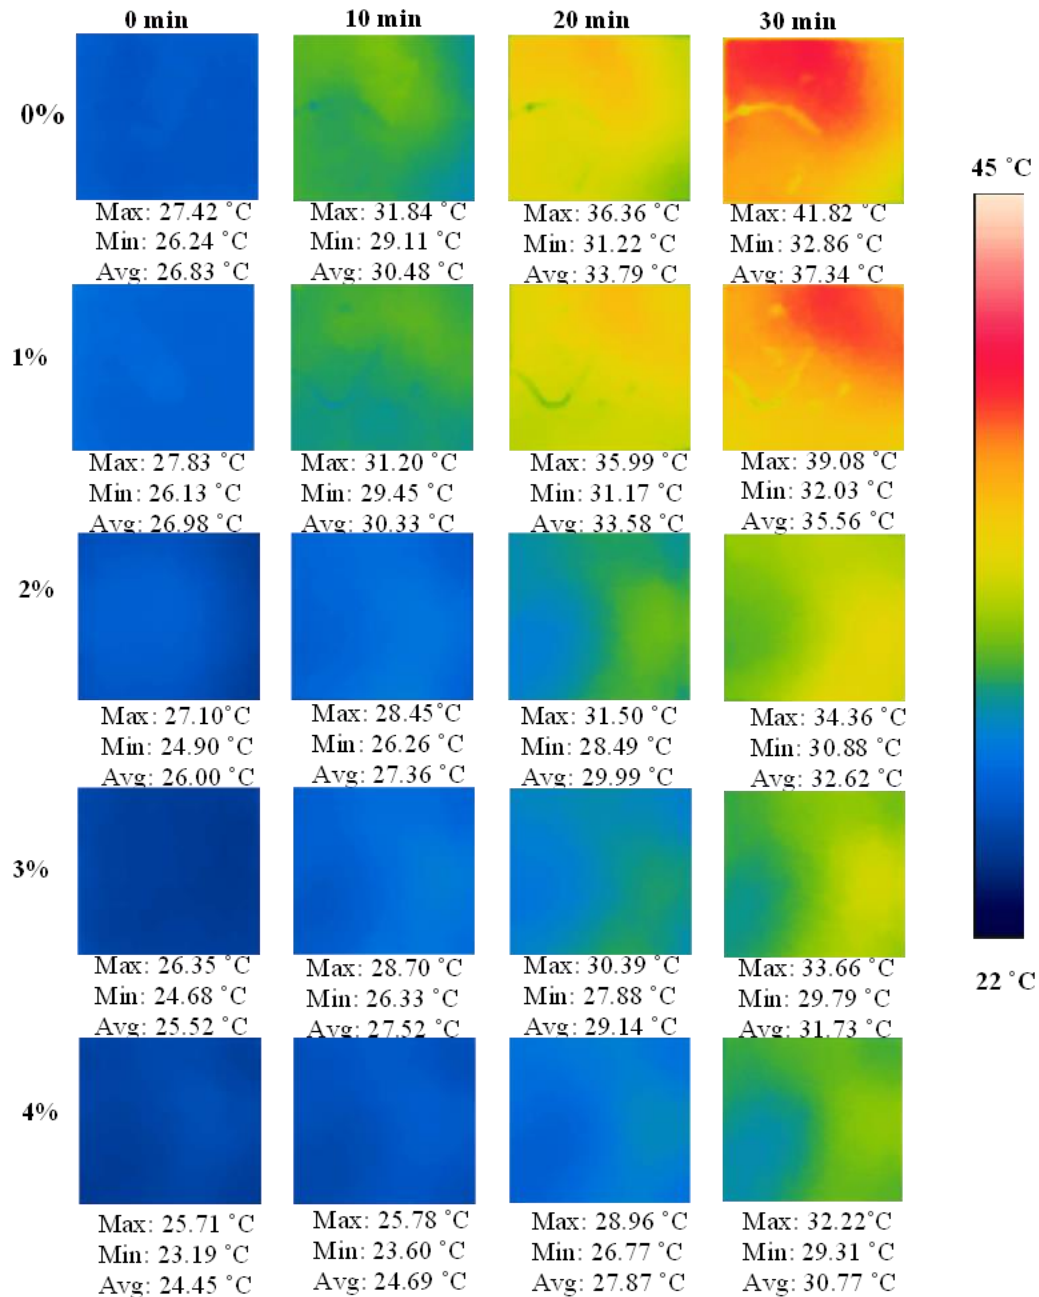 0 min
10 min
20 min
30 min
0%
Max: 27.42 ˚C
Min: 26.24 ˚C
Avg: 26.83 ˚C
Max: 31.84 ˚C
Min: 29.11 ˚C
Avg: 30.48 ˚C
Max: 36.36 ˚C
Min: 31.22 ˚C
Avg: 33.79 ˚C
Max: 41.82 ˚C
Min: 32.86 ˚C
Avg: 37.34 ˚C
1%
Max: 27.83 ˚C
Min: 26.13 ˚C
Avg: 26.98 ˚C
Max: 31.20 ˚C
Min: 29.45 ˚C
Avg: 30.33 ˚C
Max: 35.99 ˚C
Min: 31.17 ˚C
Avg: 33.58 ˚C
Max: 39.08 ˚C
Min: 32.03 ˚C
Avg: 35.56 ˚C
2%
Max: 27.10˚C
Min: 24.90 ˚C
Avg: 26.00 ˚C
Max: 28.45˚C
Min: 26.26 ˚C
Avg: 27.36 ˚C
Max: 31.50 ˚C
Min: 28.49 ˚C
Avg: 29.99 ˚C
Max: 34.36 ˚C
Min: 30.88 ˚C
Avg: 32.62 ˚C
3%
Max: 26.35 ˚C
Min: 24.68 ˚C
Avg: 25.52 ˚C
Max: 28.70 ˚C
Min: 26.33 ˚C
Avg: 27.52 ˚C
Max: 30.39 ˚C
Min: 27.88 ˚C
Avg: 29.14 ˚C
Max: 33.66 ˚C
Min: 29.79 ˚C
Avg: 31.73 ˚C
4%
Max: 25.71 ˚C
Min: 23.19 ˚C
Avg: 24.45 ˚C
Max: 25.78 ˚C
Min: 23.60 ˚C
Avg: 24.69 ˚C
Max: 28.96 ˚C
Min: 26.77 ˚C
Avg: 27.87 ˚C
Max: 32.22˚C
Min: 29.31 ˚C
Avg: 30.77 ˚C
45 ˚C
22 ˚C